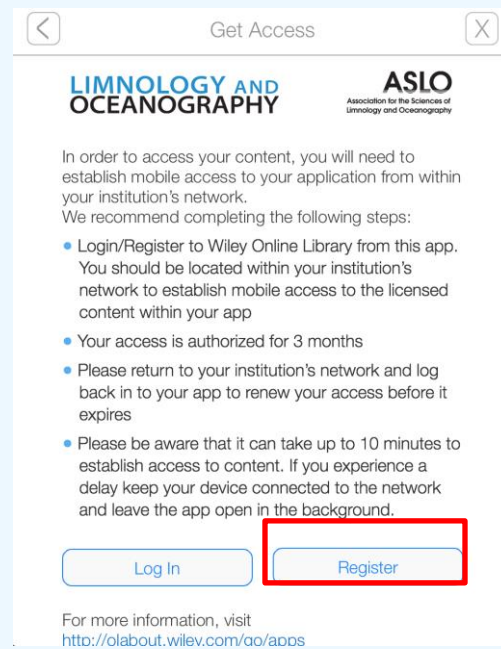 Get Access
X
LIMNOLOGY AND
OCEANOGRAPHY
ASLO
Association for the Sciences of
Limnology and Oceanography
In order to access your content, you will need to
establish mobile access to your application from within
your institution's network.
We recommend completing the following steps:
• Login/Register to Wiley Online Library from this app.
You should be located within your institution's
network to establish mobile access to the licensed
content within your app
• Your access is authorized for 3 months
• Please return to your institution's network and log
back in to your app to renew your access before it
expires
• Please be aware that it can take up to 10 minutes to
establish access to content. If you experience a
delay keep your device connected to the network
and leave the app open in the background.
Log In
Register
For more information, visit
http://olabout.wiley.com/go/apps